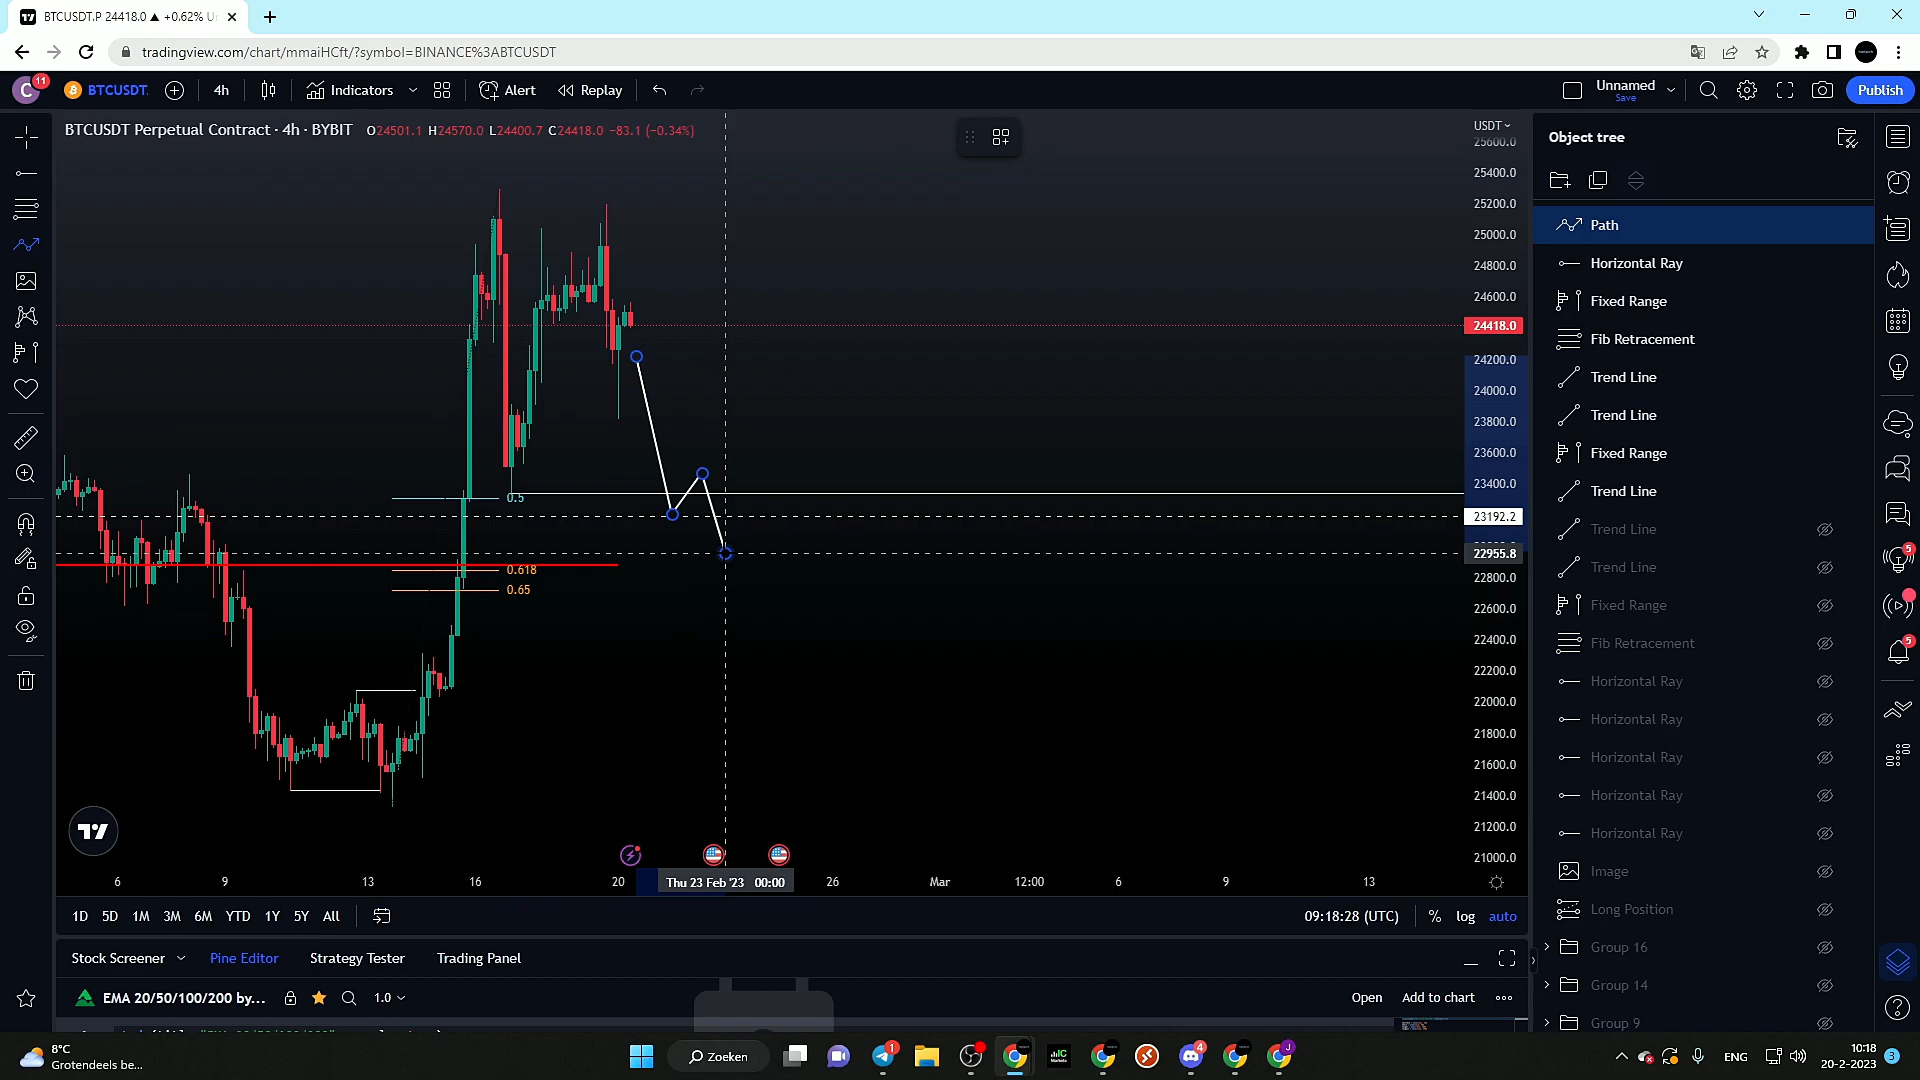 BTCUSDT.P 24418.0 ▲ +0.62% U
tradingview.com/chart/mmaiHCft/?symbol=BINANCE%3ABTCUSDT
C
11
BTCUSDT.
4h
Indicators
Alert
Replay
Unnamed
Save
Publish
BTCUSDT Perpetual Contract · 4h · BYBIT O24501.1 H24570.0 L24400.7 C24418.0 −83.1 (−0.34%)
USDT
25600.0
25400.0
25200.0
25000.0
24800.0
24600.0
24418.0
24200.0
24000.0
23800.0
23600.0
23400.0
23192.2
22955.8
22800.0
22600.0
22400.0
22200.0
22000.0
21800.0
21600.0
21400.0
21200.0
21000.0
0.5
0.618
0.65
6
9
13
16
20
Thu 23 Feb '23 00:00
26
Mar
12:00
6
9
13
1D 5D 1M 3M 6M YTD 1Y 5Y All
09:18:28 (UTC)
% log auto
Object tree
Path
Horizontal Ray
Fixed Range
Fib Retracement
Trend Line
Trend Line
Fixed Range
Trend Line
Trend Line
Trend Line
Fixed Range
Fib Retracement
Horizontal Ray
Horizontal Ray
Horizontal Ray
Horizontal Ray
Horizontal Ray
Image
Long Position
Group 16
Group 14
Group 9
5
5
Stock Screener
Pine Editor
Strategy Tester
Trading Panel
EMA 20/50/100/200 by...
1.0
Open
Add to chart
8°C
Grotendeels be...
Zoeken
1
4
J
ENG
10:18
20-2-2023
3